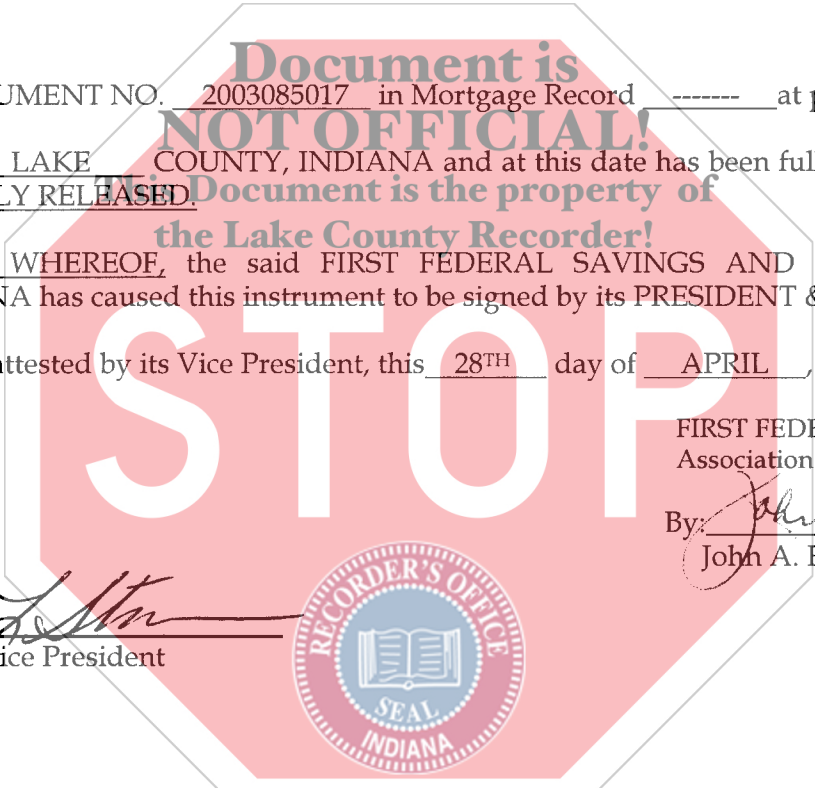 Document is
UMENT NO. 2003085017 in Mortgage Record ------- at p
NOT OFFICIAL!
LAKE COUNTY, INDIANA and at this date has been full
LY RELEASED.
This Document is the property of
the Lake County Recorder!
WHEREOF, the said FIRST FEDERAL SAVINGS AND
NA has caused this instrument to be signed by its PRESIDENT &
STOP
attested by its Vice President, this 28TH day of APRIL,
FIRST FEDE
Association
By: John
John A.
RECORDER'S OFFICE
SEAL
INDIANA
ice President